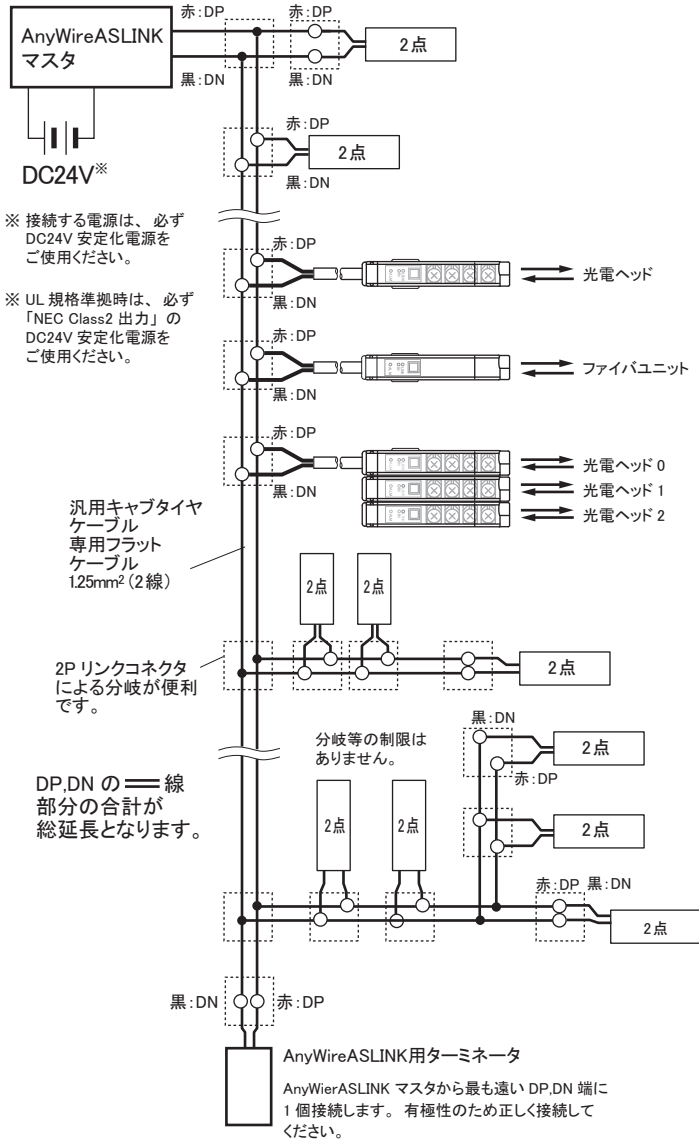 赤:DP
AnyWireASLINK
マスタ
2点
黒:DN
DC24V※
赤:DP
2点
黒:DN
※ 接続する電源は、必ず
DC24V 安定化電源を
ご使用ください。
※ UL 規格準拠時は、必ず
「NEC Class2 出力」の
DC24V 安定化電源を
ご使用ください。
赤:DP
黒:DN
光電ヘッド
赤:DP
黒:DN
ファイバユニット
赤:DP
黒:DN
光電ヘッド 0
光電ヘッド 1
光電ヘッド 2
汎用キャブタイヤ
ケーブル
専用フラット
ケーブル
1.25mm²(2線)
2点
2点
2点
2P リンクコネクタ
による分岐が便利
です。
分岐等の制限は
ありません。
黒:DN
2点
赤:DP
2点
DP,DN の 線
部分の合計が
総延長となります。
2点
2点
赤:DP
黒:DN
2点
黒:DN
赤:DP
AnyWireASLINK用ターミネータ
AnyWierASLINK マスタから最も遠い DP,DN 端に
1 個接続します。有極性のため正しく接続して
ください。
赤:DP
黒:DN